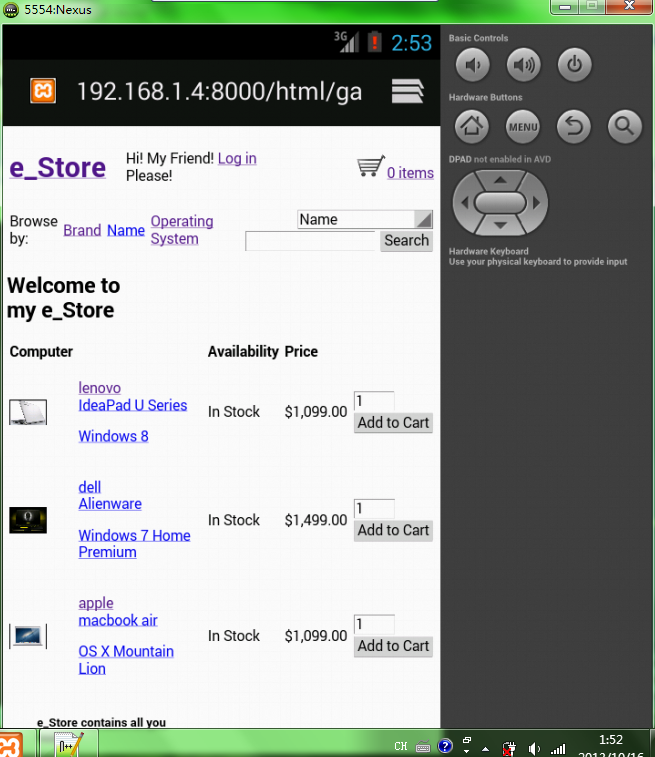 5554:Nexus
3G
2:53
192.168.1.4:8000/html/ga
Basic Controls
Hardware Buttons
MENU
DPAD not enabled in AVD
Hardware Keyboard
Use your physical keyboard to provide input
e_Store
Hi! My Friend! Log in
Please!
0 items
Browse
by:
Brand
Name
Operating
System
Name
Search
Welcome to
my e_Store
Computer Availability Price
lenovo
IdeaPad U Series
Windows 8
In Stock
$1,099.00
1
Add to Cart
dell
Alienware
Windows 7 Home
Premium
In Stock
$1,499.00
1
Add to Cart
apple
macbook air
OS X Mountain
Lion
In Stock
$1,099.00
1
Add to Cart
e_Store contains all you
CH
1:52